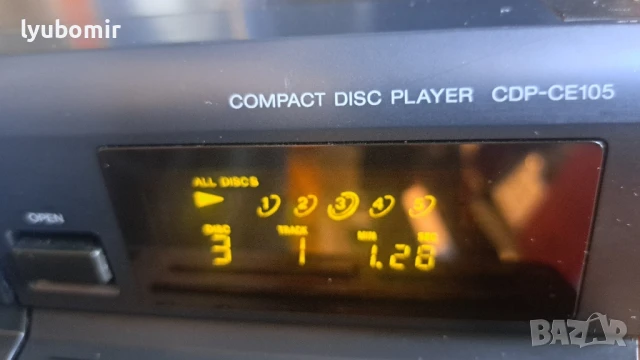 lyubomir
COMPACT DISC PLAYER CDP-CE105
ALL DISCS
1 2 3 4 5
OPEN
DISC TRACK MIN SEC
3 1 1.28
BAZAR